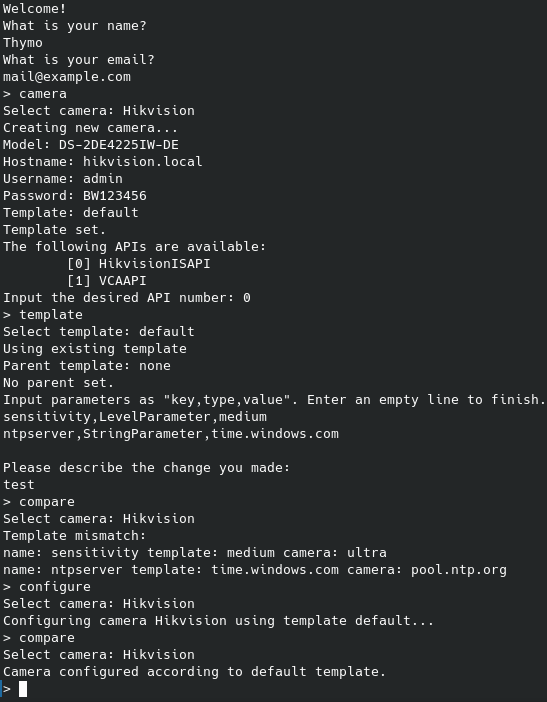 Welcome!
What is your name?
Thymo
What is your email?
mail@example.com
> camera
Select camera: Hikvision
Creating new camera...
Model: DS-2DE4225IW-DE
Hostname: hikvision.local
Username: admin
Password: BW123456
Template: default
Template set.
The following APIs are available:
        [0] HikvisionISAPI
        [1] VCAAPI
Input the desired API number: 0
> template
Select template: default
Using existing template
Parent template: none
No parent set.
Input parameters as "key,type,value". Enter an empty line to finish.
sensitivity,LevelParameter,medium
ntpserver,StringParameter,time.windows.com

Please describe the change you made:
test
> compare
Select camera: Hikvision
Template mismatch:
name: sensitivity template: medium camera: ultra
name: ntpserver template: time.windows.com camera: pool.ntp.org
> configure
Select camera: Hikvision
Configuring camera Hikvision using template default...
> compare
Select camera: Hikvision
Camera configured according to default template.
>